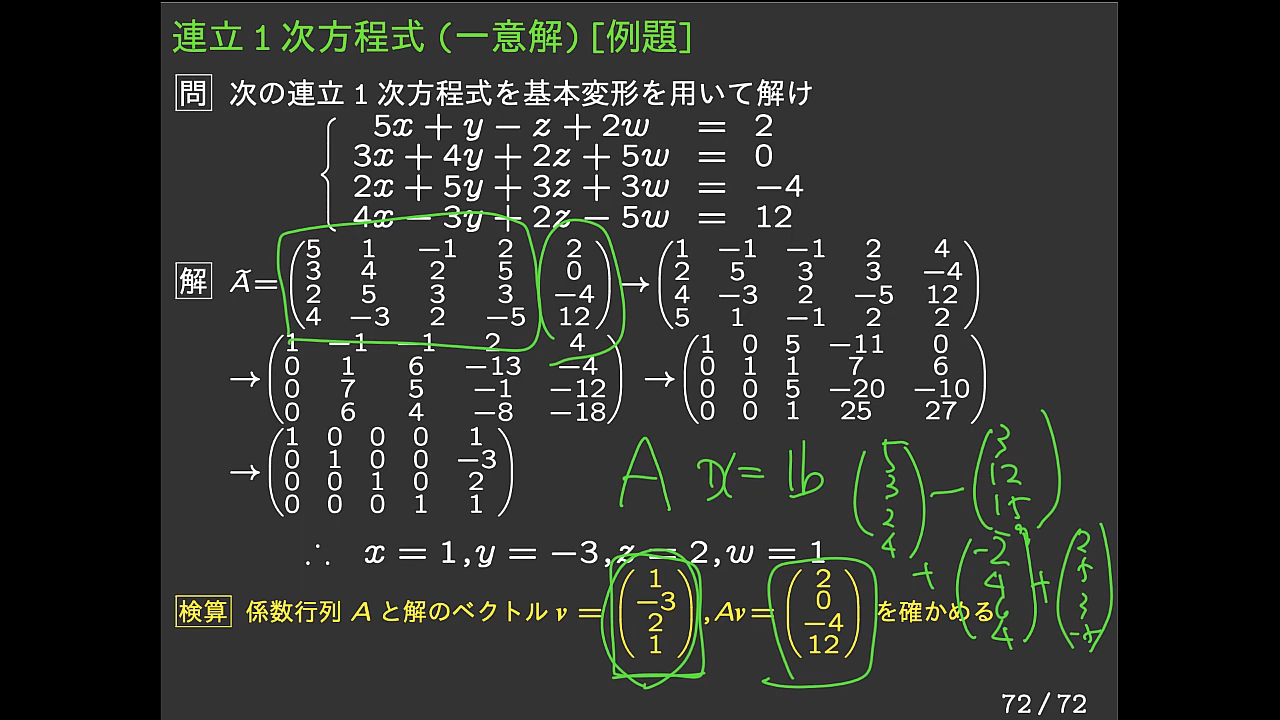 連立 1 次方程式 (一意解) [例題]
問 次の連立 1 次方程式を基本変形を用いて解け
5x + y − z + 2w = 2
3x + 4y + 2z + 5w = 0
2x + 5y + 3z + 3w = −4
4x − 3y + 2z − 5w = 12
解 Ã=
5 1 −1 2 2
3 4 2 5 0
2 5 3 3 −4
4 −3 2 −5 12
→
1 −1 −1 2 4
2 5 3 3 −4
4 −3 2 −5 12
5 1 −1 2 2
→
1 −1 −1 2 4
0 1 6 −13 −4
0 7 5 −1 −12
0 6 4 −8 −18
→
1 0 5 −11 0
0 1 1 7 6
0 0 5 −20 −10
0 0 1 25 27
→
1 0 0 0 1
0 1 0 0 −3
0 0 1 0 2
0 0 0 1 1
A x = b
5
3
2
4
−
3
12
15
+
-2
4
6
4
+
2
5
3
-5
∴ x = 1, y = −3, z = 2, w = 1
検算 係数行列 A と解のベクトル v =
1
−3
2
1
, Av =
2
0
−4
12
を確かめる
72 / 72